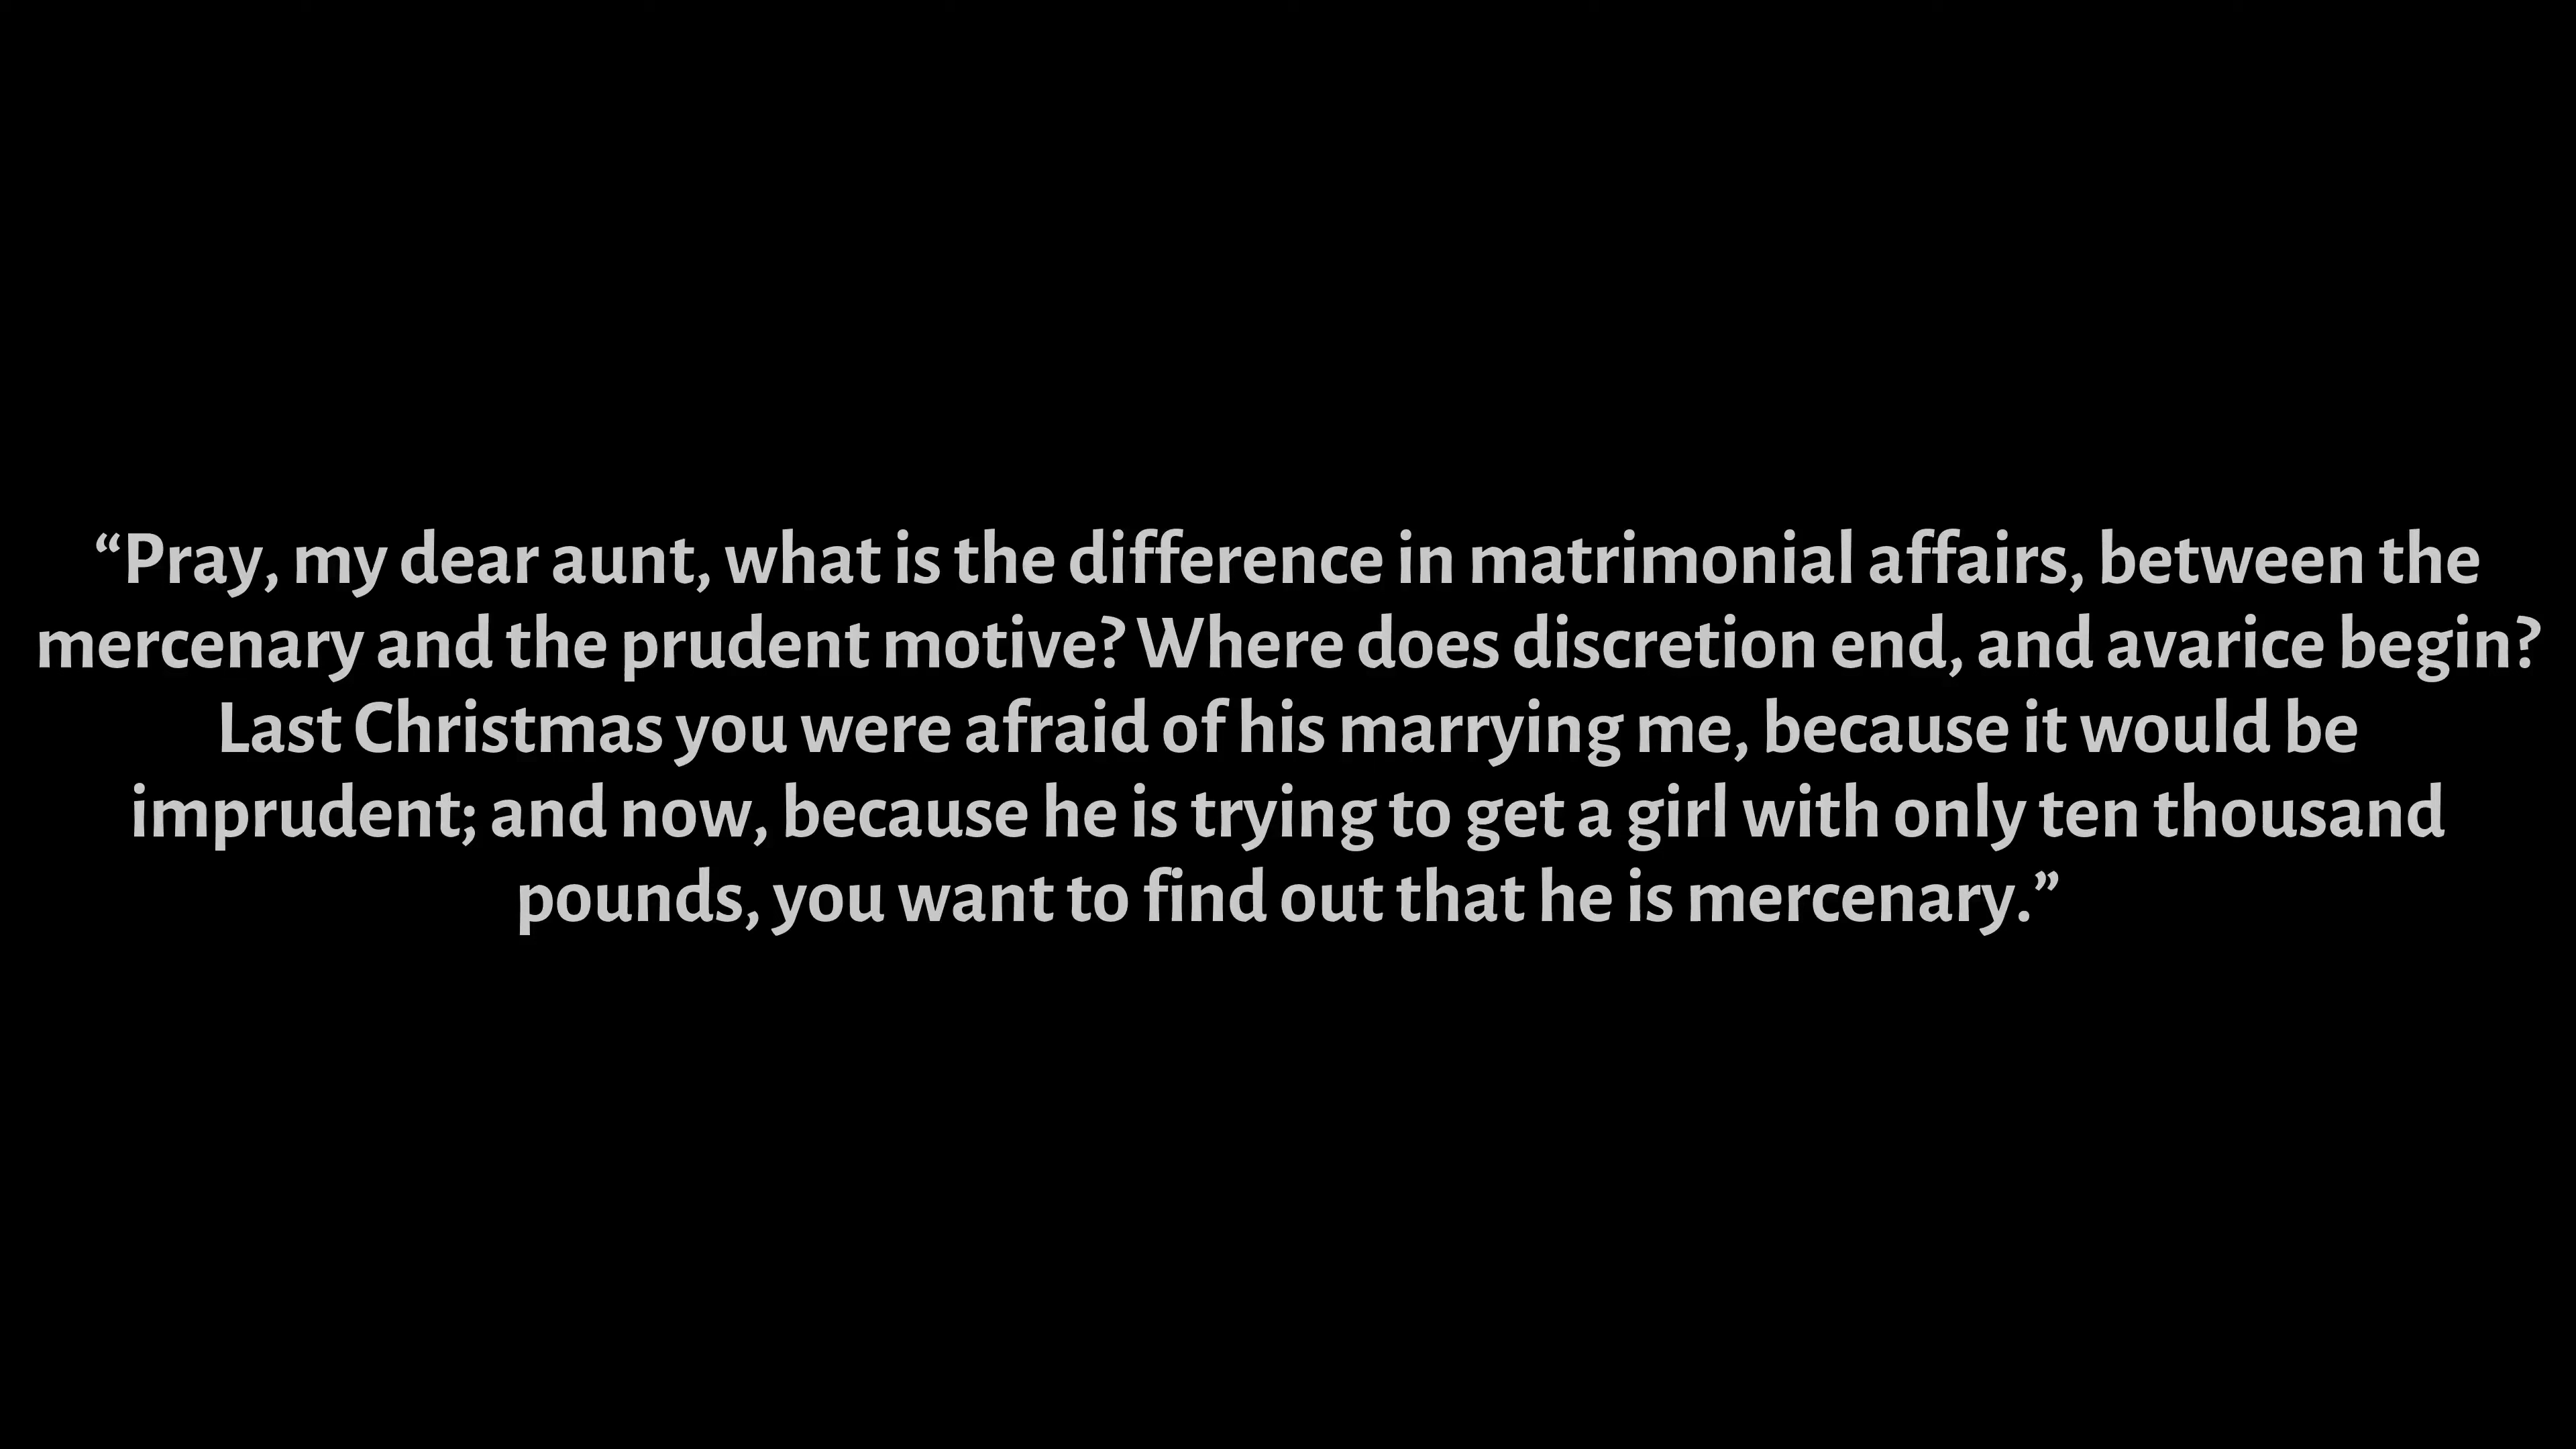 “Pray, my dear aunt, what is the difference in matrimonial affairs, between the
mercenary and the prudent motive? Where does discretion end, and avarice begin?
Last Christmas you were afraid of his marrying me, because it would be
imprudent; and now, because he is trying to get a girl with only ten thousand
pounds, you want to find out that he is mercenary.”